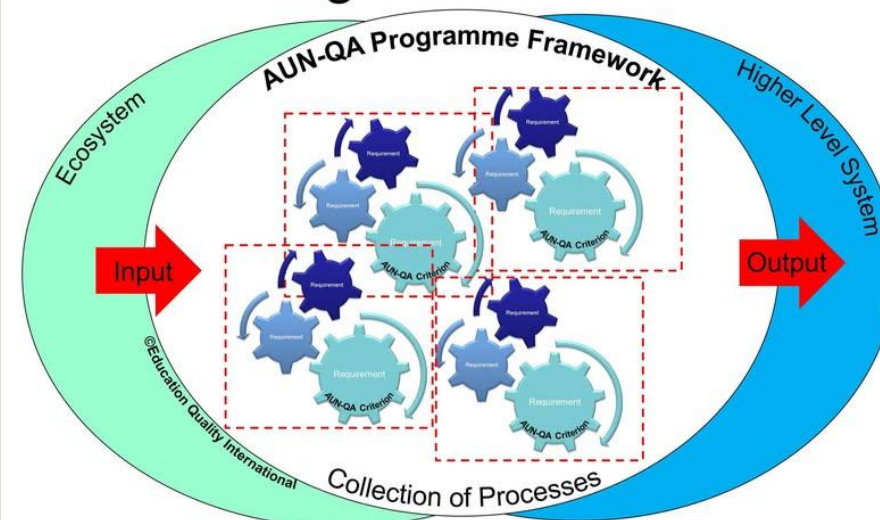 AUN-QA Programme Framework
Ecosystem
Higher Level System
Requirement
Requirement
Requirement
AUN-QA Criterion
Requirement
Requirement
Requirement
AUN-QA Criterion
Input
Output
Requirement
Requirement
Requirement
AUN-QA Criterion
Requirement
Requirement
Requirement
AUN-QA Criterion
©Education Quality International
Collection of Processes